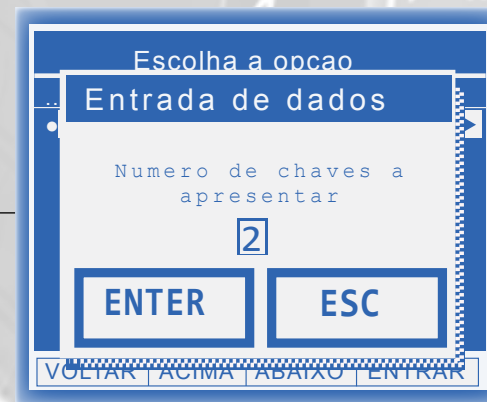 Escolha a opcao
..
Entrada de dados
Numero de chaves a
apresentar
2
ENTER ESC
VOLTAR ACIMA ABAIXO ENTRAR